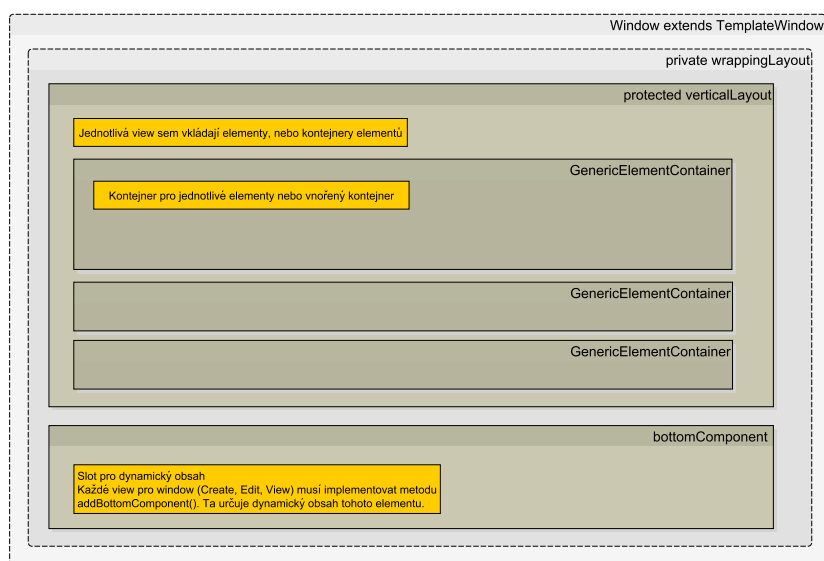 Window extends TemplateWindow
private wrappingLayout
protected verticalLayout
Jednotlivá view sem vkládají elementy, nebo kontejnery elementů
GenericElementContainer
Kontejner pro jednotlivé elementy nebo vnořený kontejner
GenericElementContainer
GenericElementContainer
bottomComponent
Slot pro dynamický obsah
Každé view pro window (Create, Edit, View) musí implementovat metodu
addBottomComponent(). Ta určuje dynamický obsah tohoto elementu.